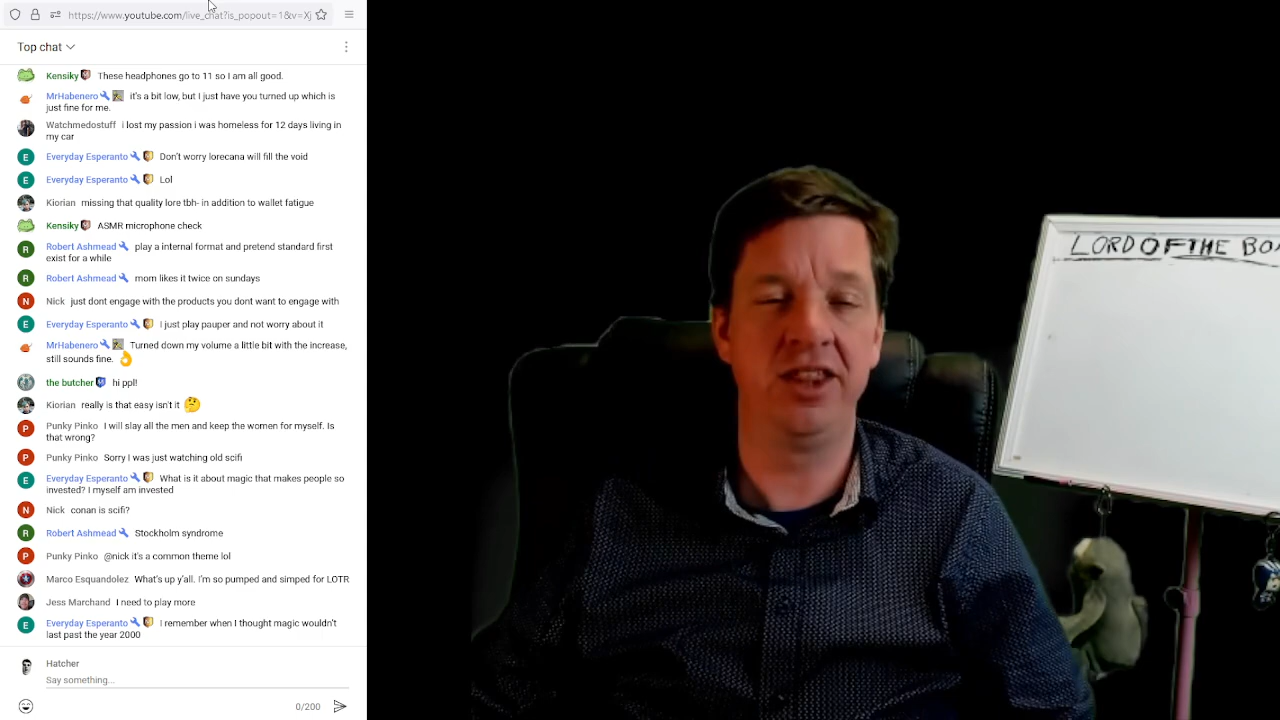 https://www.youtube.com/live_chat?is_popout=1&v=Xj
Top chat
Kensiky These headphones go to 11 so I am all good.
MrHabenero it's a bit low, but I just have you turned up which is
just fine for me.
Watchmedostuff i lost my passion i was homeless for 12 days living in
my car
E Everyday Esperanto Don't worry lorecana will fill the void
E Everyday Esperanto Lol
Kiorian missing that quality lore tbh- in addition to wallet fatigue
Kensiky ASMR microphone check
R Robert Ashmead play a internal format and pretend standard first
exist for a while
R Robert Ashmead mom likes it twice on sundays
N Nick just dont engage with the products you dont want to engage with
E Everyday Esperanto I just play pauper and not worry about it
MrHabenero Turned down my volume a little bit with the increase,
still sounds fine. 👌
the butcher hi ppl!
Kiorian really is that easy isn't it 🤔
P Punky Pinko I will slay all the men and keep the women for myself. Is
that wrong?
P Punky Pinko Sorry I was just watching old scifi
E Everyday Esperanto What is it about magic that makes people so
invested? I myself am invested
N Nick conan is scifi?
R Robert Ashmead Stockholm syndrome
P Punky Pinko @nick it's a common theme lol
Marco Esquandolez What's up y'all. I'm so pumped and simped for LOTR
Jess Marchand I need to play more
E Everyday Esperanto I remember when I thought magic wouldn't
last past the year 2000
Hatcher
Say something...
0/200
LORD OF THE BO